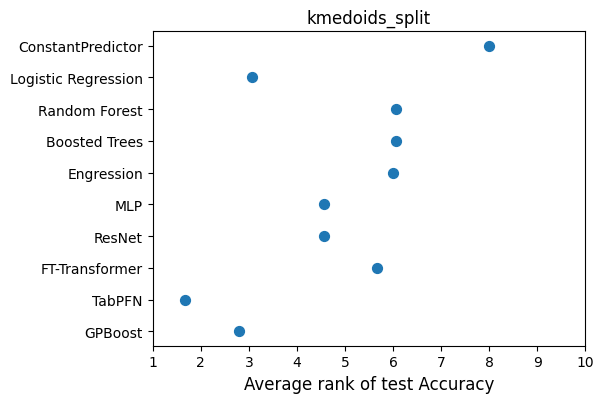 kmedoids_split
ConstantPredictor
Logistic Regression
Random Forest
Boosted Trees
Engression
MLP
ResNet
FT-Transformer
TabPFN
GPBoost
1 2 3 4 5 6 7 8 9 10
Average rank of test Accuracy